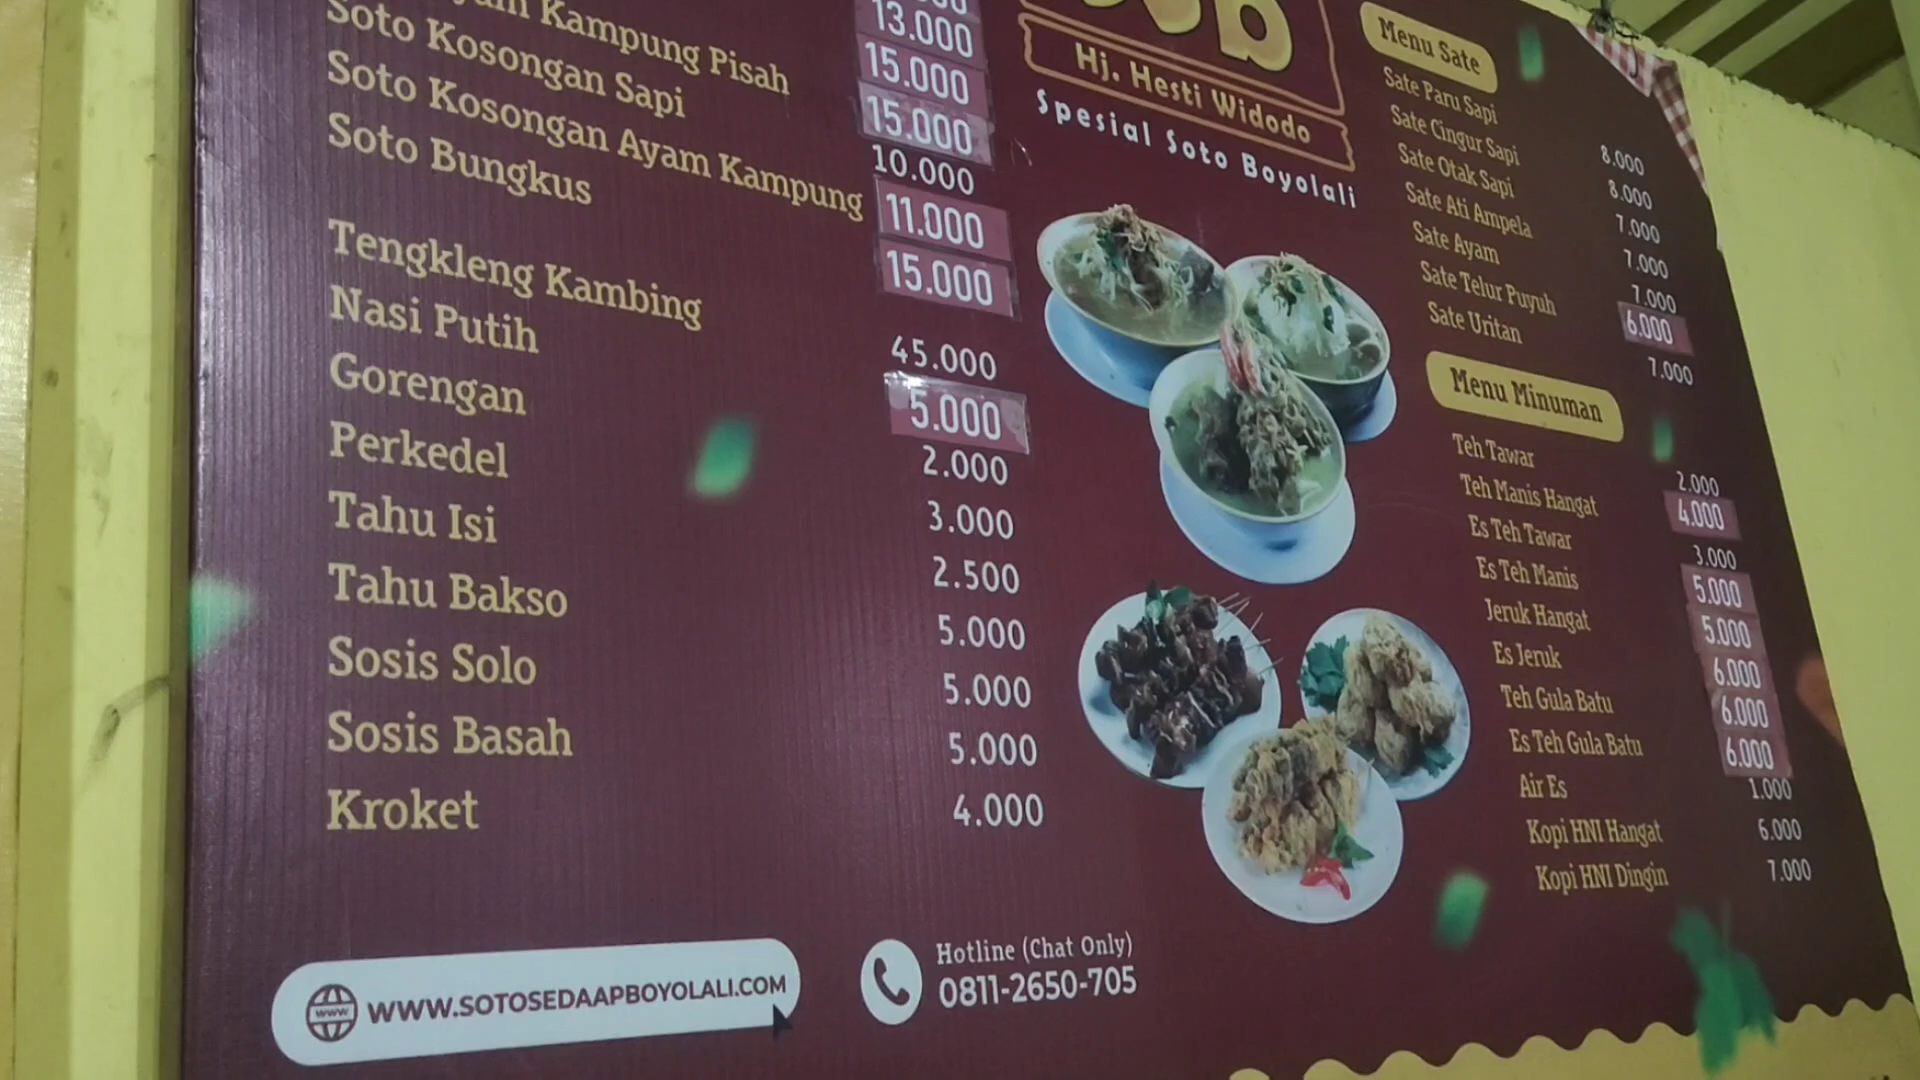 Kampung Pisah
Soto Kosongan Sapi
Soto Kosongan Ayam Kampung
Soto Bungkus
13.000
15.000
15.000
10.000
11.000
15.000
Tengkleng Kambing 45.000
Nasi Putih 5.000
Gorengan 2.000
Perkedel 3.000
Tahu Isi 2.500
Tahu Bakso 5.000
Sosis Solo 5.000
Sosis Basah 5.000
Kroket 4.000
WWW.SOTOSEDAAPBOYOLALI.COM
Hotline (Chat Only)
0811-2650-705
Hj. Hesti Widodo
Spesial Soto Boyolali
Menu Sate
Sate Paru Sapi 8.000
Sate Cingur Sapi 8.000
Sate Otak Sapi 7.000
Sate Ati Ampela 7.000
Sate Ayam 7.000
Sate Telur Puyuh 6.000
Sate Uritan 7.000
Menu Minuman
Teh Tawar 2.000
Teh Manis Hangat 4.000
Es Teh Tawar 3.000
Es Teh Manis 5.000
Jeruk Hangat 5.000
Es Jeruk 6.000
Teh Gula Batu 6.000
Es Teh Gula Batu 6.000
Air Es 1.000
Kopi HNI Hangat 6.000
Kopi HNI Dingin 7.000